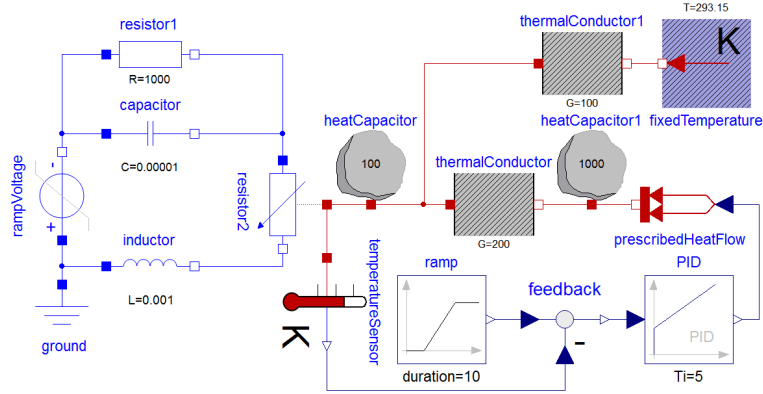 resistor1
R=1000
capacitor
C=0.00001
rampVoltage
-
+
inductor
L=0.001
ground
resistor2
heatCapacitor
100
thermalConductor1
G=100
T=293.15
K
fixedTemperature
thermalConductor
G=200
heatCapacitor1
1000
prescribedHeatFlow
temperatureSensor
K
ramp
duration=10
feedback
-
PID
PID
Ti=5